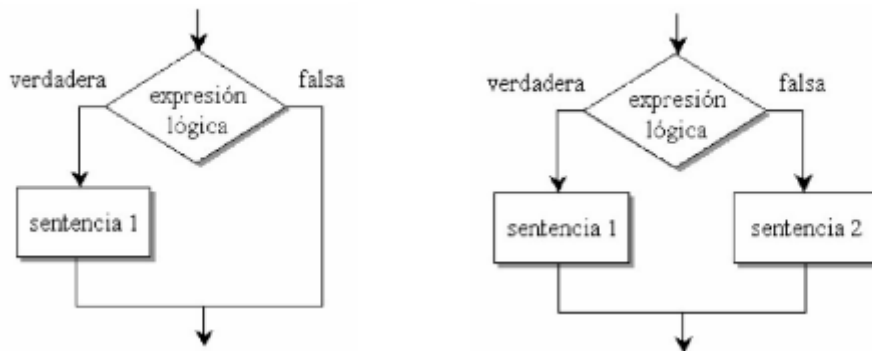 verdadera
falsa
expresión
lógica
sentencia 1
verdadera
falsa
expresión
lógica
sentencia 1
sentencia 2